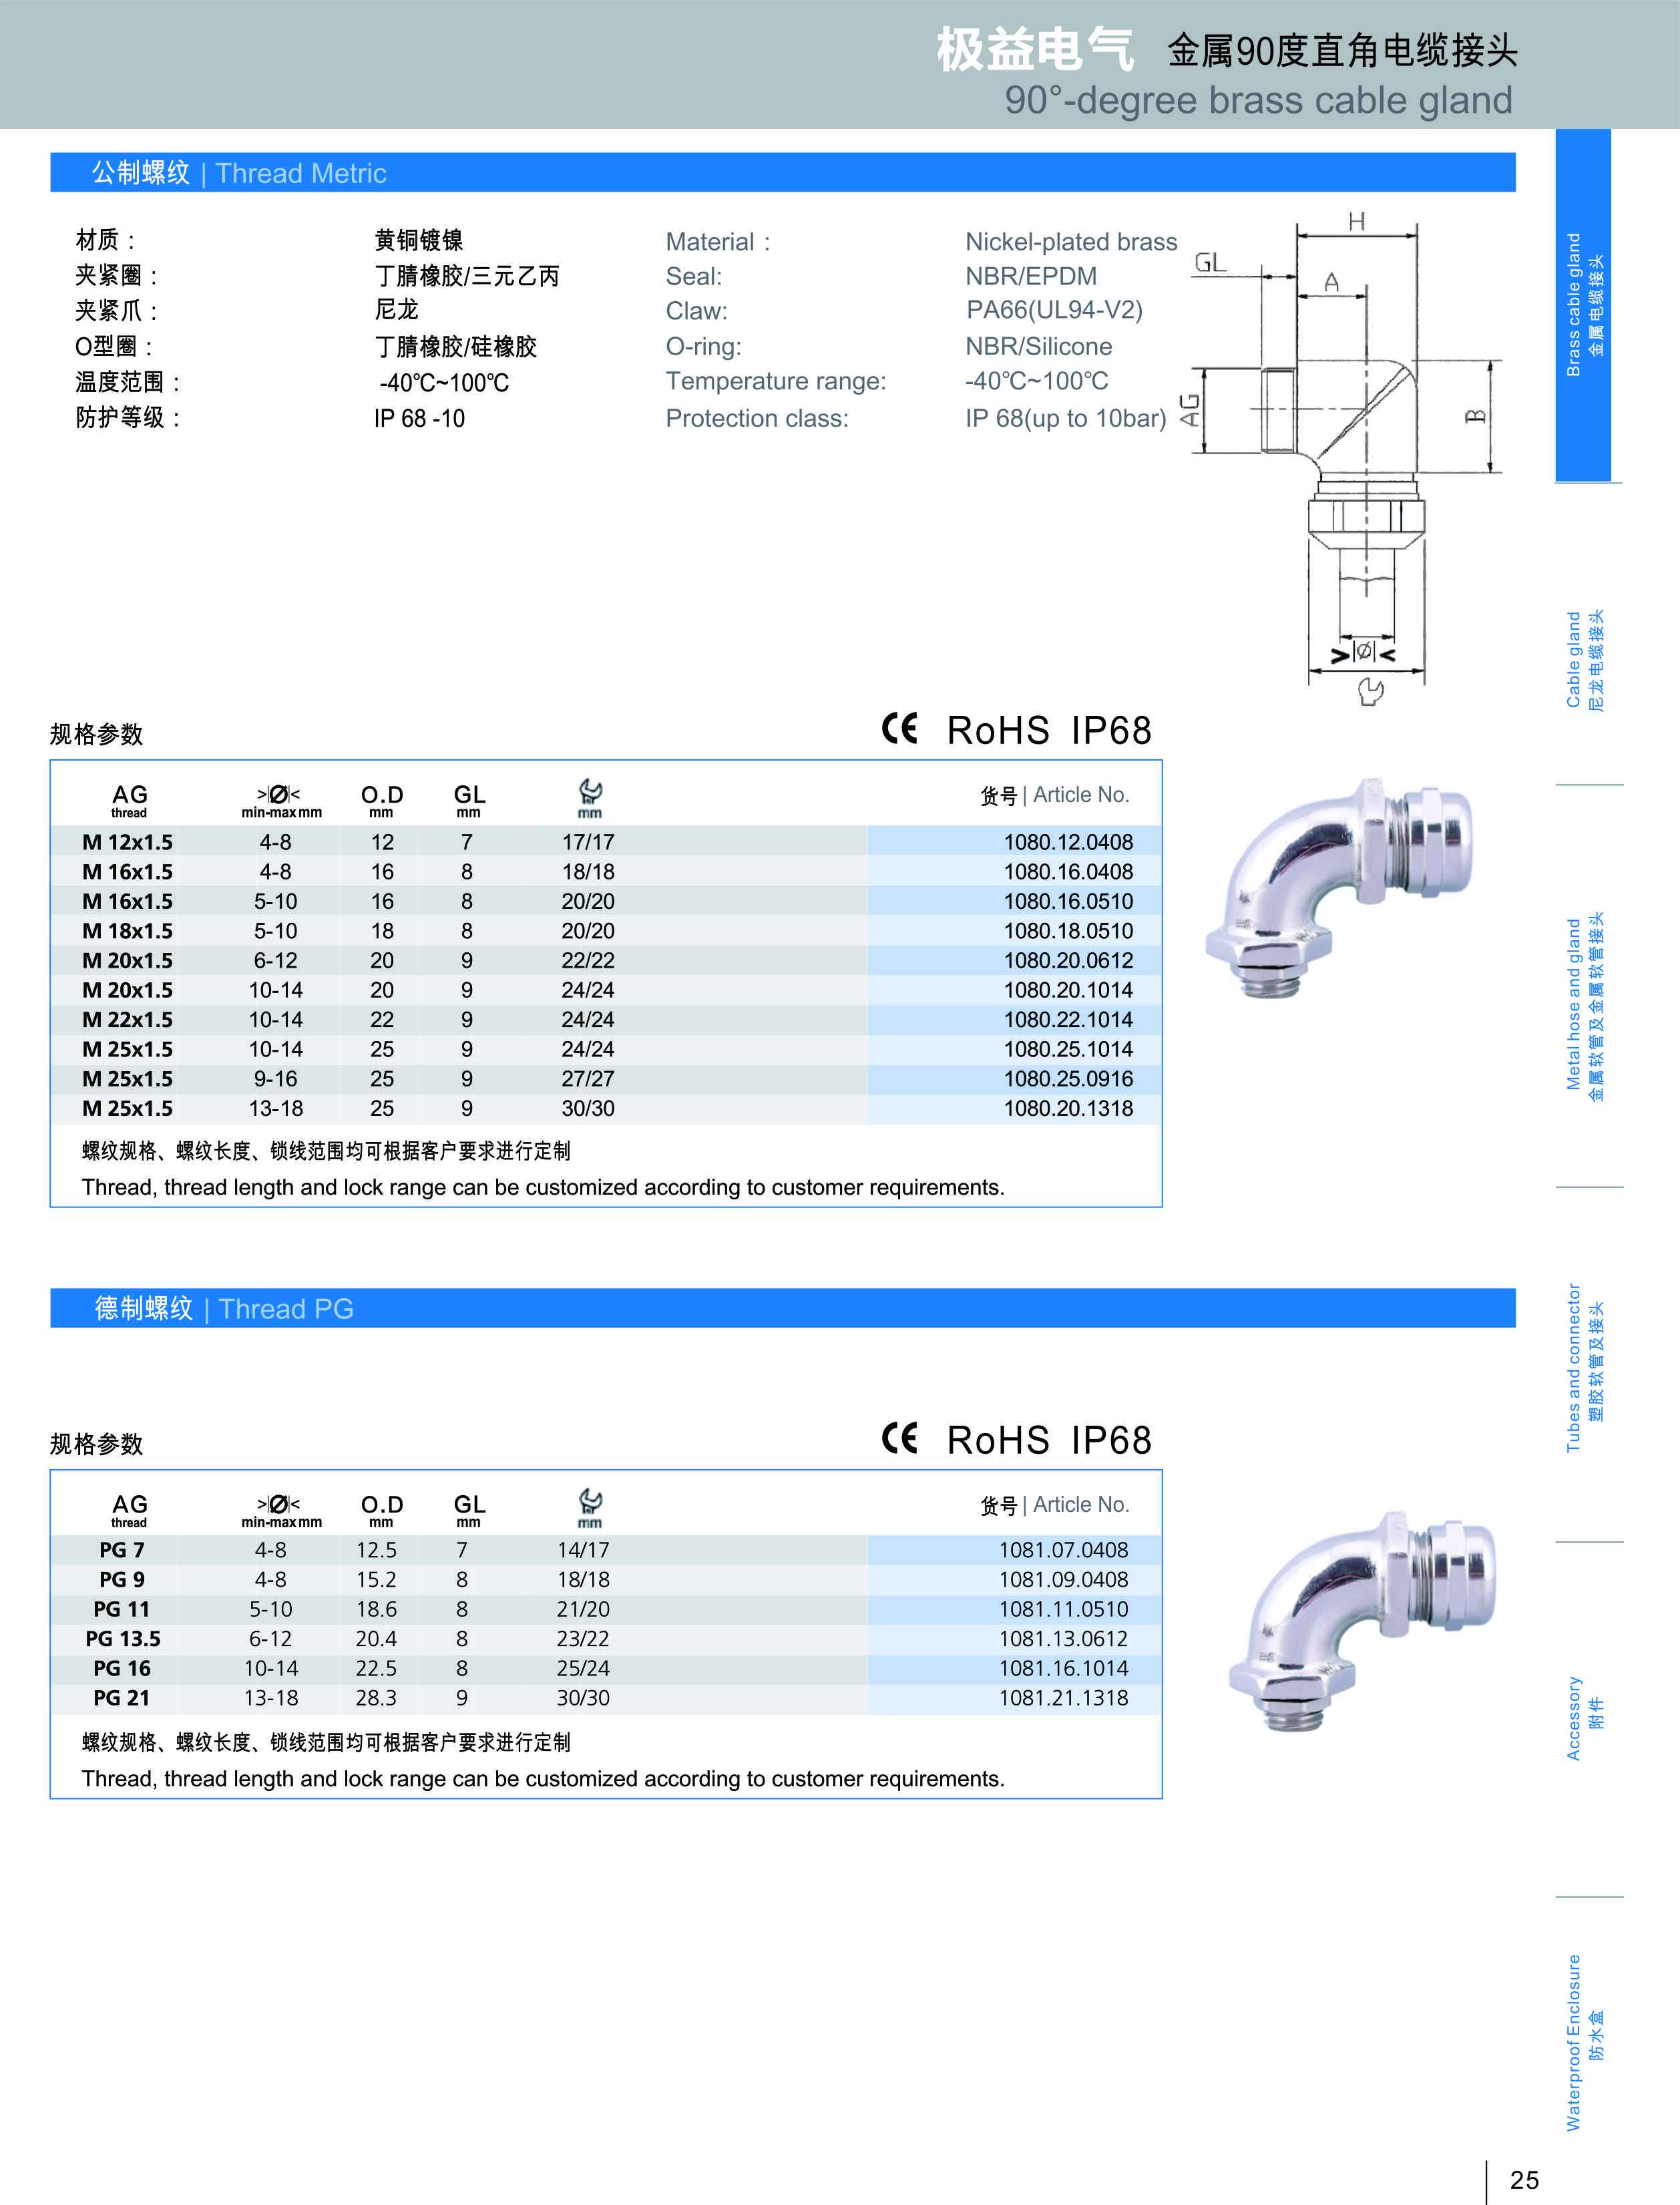 极益电气 金属90度直角电缆接头
90°-degree brass cable gland
公制螺纹 | Thread Metric
材质： 黄铜镀镍 Material： Nickel-plated brass
夹紧圈： 丁腈橡胶/三元乙丙 Seal: NBR/EPDM
夹紧爪： 尼龙 Claw: PA66(UL94-V2)
O型圈： 丁腈橡胶/硅橡胶 O-ring: NBR/Silicone
温度范围： -40℃~100℃ Temperature range: -40℃~100℃
防护等级： IP 68 -10 Protection class: IP 68(up to 10bar)
H
GL
A
AG
B
>|Ø|<
规格参数 CE RoHS IP68
AG >|Ø|< O.D GL 货号 | Article No.
thread min-max mm mm mm mm
M 12x1.5 4-8 12 7 17/17 1080.12.0408
M 16x1.5 4-8 16 8 18/18 1080.16.0408
M 16x1.5 5-10 16 8 20/20 1080.16.0510
M 18x1.5 5-10 18 8 20/20 1080.18.0510
M 20x1.5 6-12 20 9 22/22 1080.20.0612
M 20x1.5 10-14 20 9 24/24 1080.20.1014
M 22x1.5 10-14 22 9 24/24 1080.22.1014
M 25x1.5 10-14 25 9 24/24 1080.25.1014
M 25x1.5 9-16 25 9 27/27 1080.25.0916
M 25x1.5 13-18 25 9 30/30 1080.20.1318
螺纹规格、螺纹长度、锁线范围均可根据客户要求进行定制
Thread, thread length and lock range can be customized according to customer requirements.
德制螺纹 | Thread PG
规格参数 CE RoHS IP68
AG >|Ø|< O.D GL 货号 | Article No.
thread min-max mm mm mm mm
PG 7 4-8 12.5 7 14/17 1081.07.0408
PG 9 4-8 15.2 8 18/18 1081.09.0408
PG 11 5-10 18.6 8 21/20 1081.11.0510
PG 13.5 6-12 20.4 8 23/22 1081.13.0612
PG 16 10-14 22.5 8 25/24 1081.16.1014
PG 21 13-18 28.3 9 30/30 1081.21.1318
螺纹规格、螺纹长度、锁线范围均可根据客户要求进行定制
Thread, thread length and lock range can be customized according to customer requirements.
Brass cable gland
金属电缆接头
Cable gland
尼龙电缆接头
Metal hose and gland
金属软管及金属软管接头
Tubes and connector
塑胶软管及接头
Accessory
附件
Waterproof Enclosure
防水盒
25